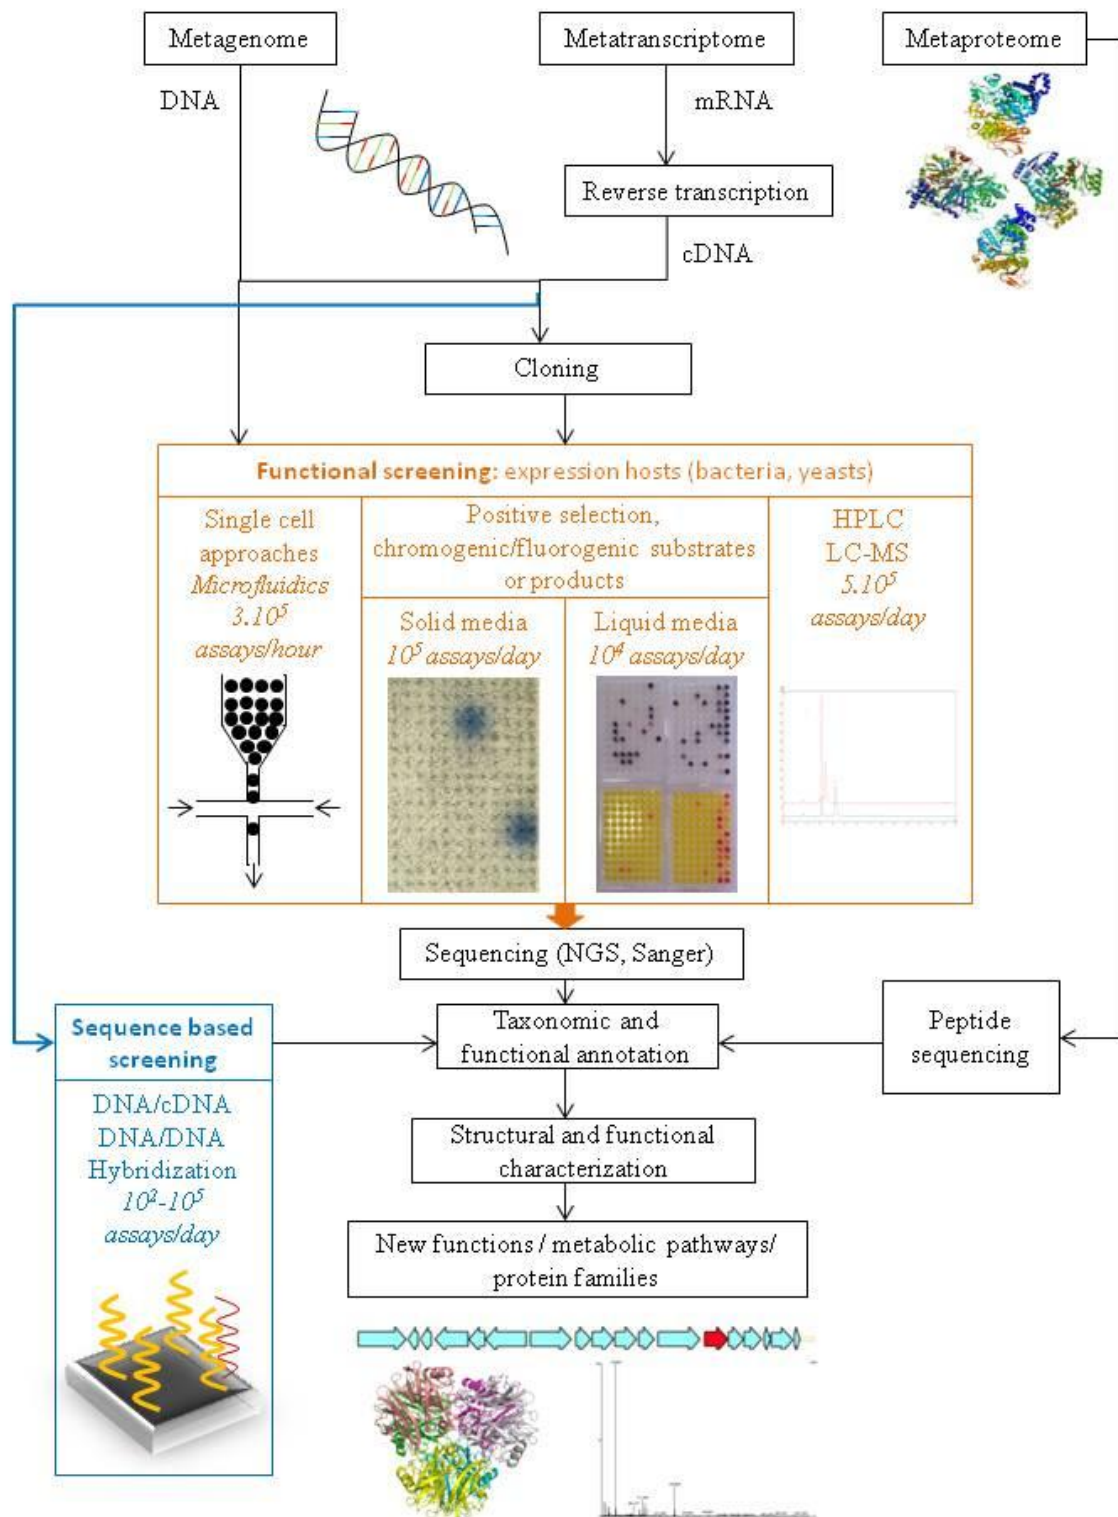 Metagenome
Metatranscriptome
Metaproteome
DNA
mRNA
Reverse transcription
cDNA
Cloning
Functional screening: expression hosts (bacteria, yeasts)
Single cell
approaches
Microfluidics
3.10⁵
assays/hour
Positive selection,
chromogenic/fluorogenic substrates
or products
Solid media
10⁵ assays/day
Liquid media
10⁴ assays/day
HPLC
LC-MS
5.10⁵
assays/day
Sequencing (NGS, Sanger)
Sequence based
screening
DNA/cDNA
DNA/DNA
Hybridization
10²-10⁵
assays/day
Taxonomic and
functional annotation
Peptide
sequencing
Structural and functional
characterization
New functions / metabolic pathways/
protein families